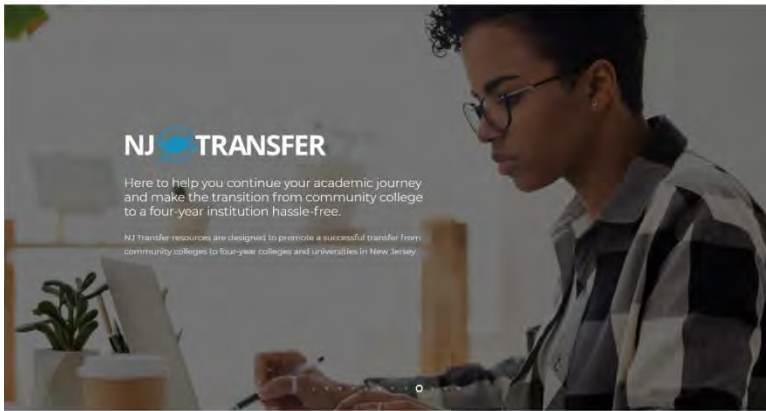 NJ TRANSFER
Here to help you continue your academic journey
and make the transition from community college
to a four-year institution hassle-free.
NJ Transfer resources are designed to promote a successful transfer from
community colleges to four-year colleges and universities in New Jersey.